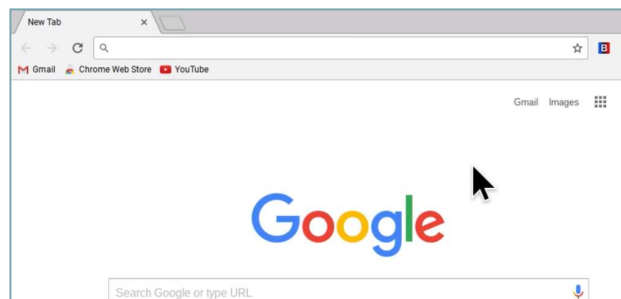 New Tab
Gmail Chrome Web Store YouTube
B
Gmail Images
Google
Search Google or type URL